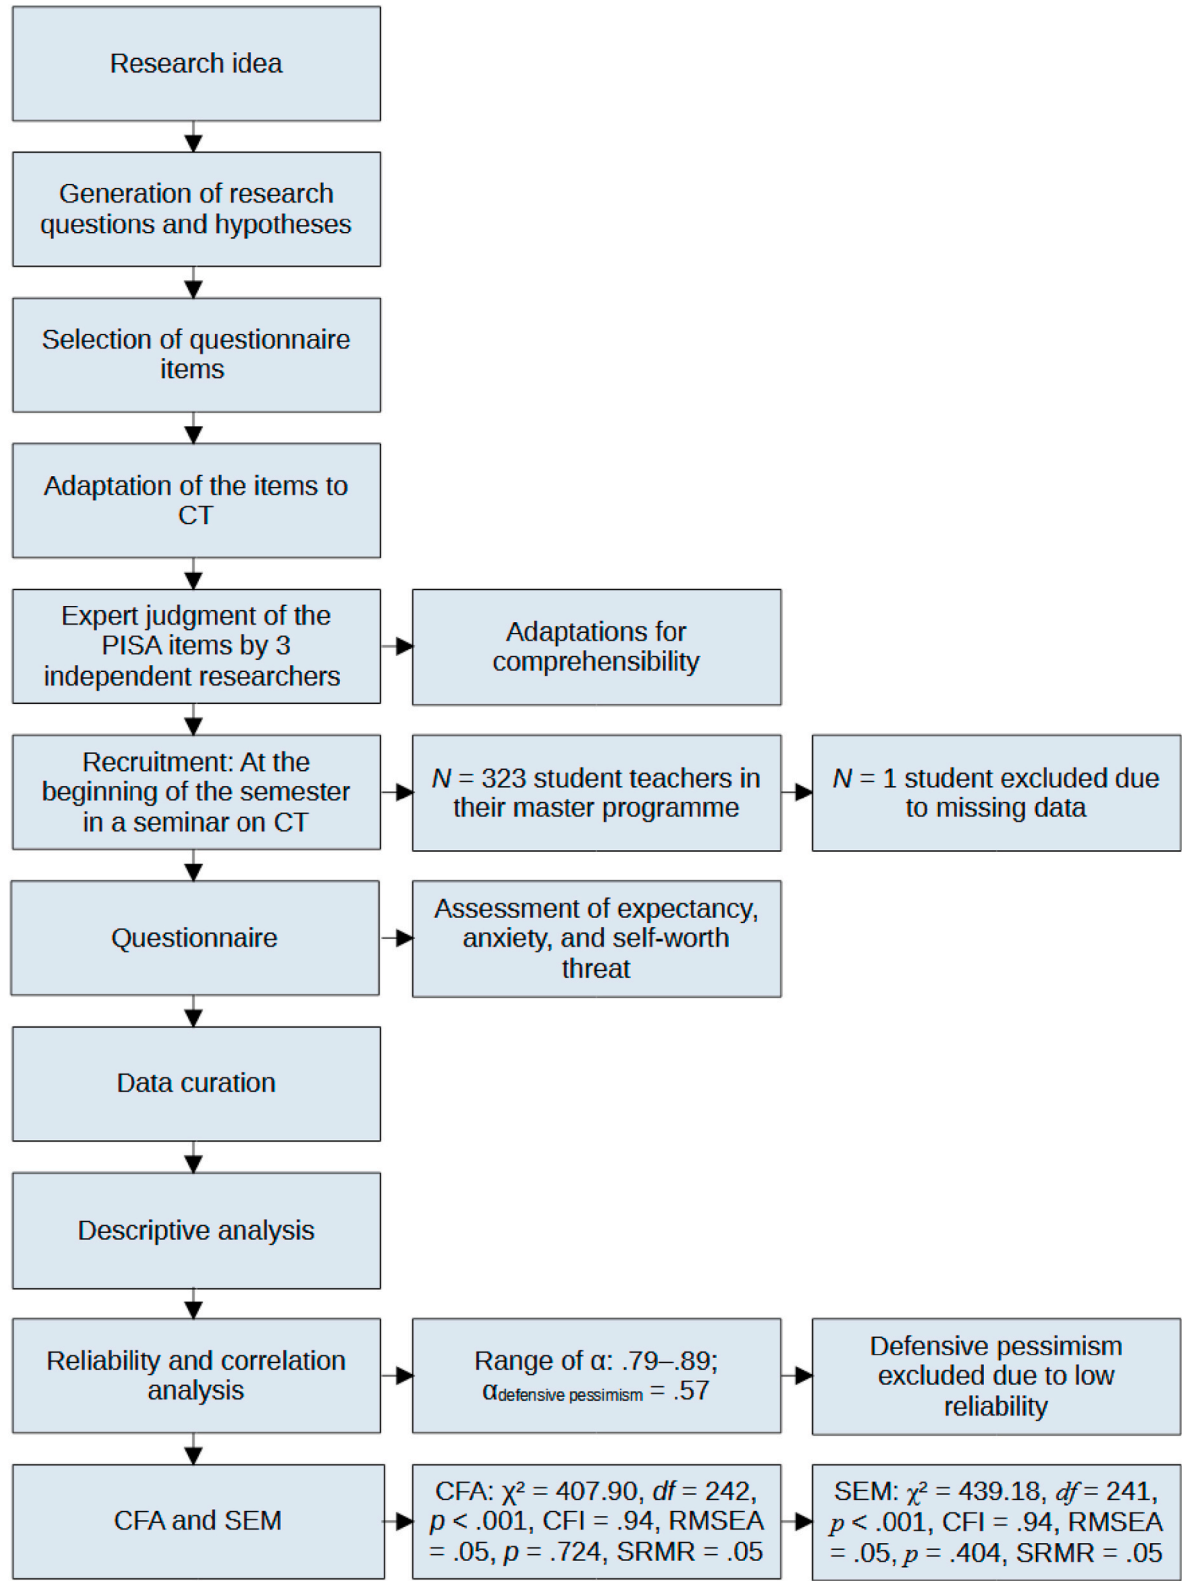 Research idea
Generation of research
questions and hypotheses
Selection of questionnaire
items
Adaptation of the items to
CT
Expert judgment of the
PISA items by 3
independent researchers
Adaptations for
comprehensibility
Recruitment: At the
beginning of the semester
in a seminar on CT
N = 323 student teachers in
their master programme
N = 1 student excluded due
to missing data
Questionnaire
Assessment of expectancy,
anxiety, and self-worth
threat
Data curation
Descriptive analysis
Reliability and correlation
analysis
Range of α: .79–.89;
αdefensive pessimism = .57
Defensive pessimism
excluded due to low
reliability
CFA and SEM
CFA: χ² = 407.90, df = 242,
p < .001, CFI = .94, RMSEA
= .05, p = .724, SRMR = .05
SEM: χ² = 439.18, df = 241,
p < .001, CFI = .94, RMSEA
= .05, p = .404, SRMR = .05